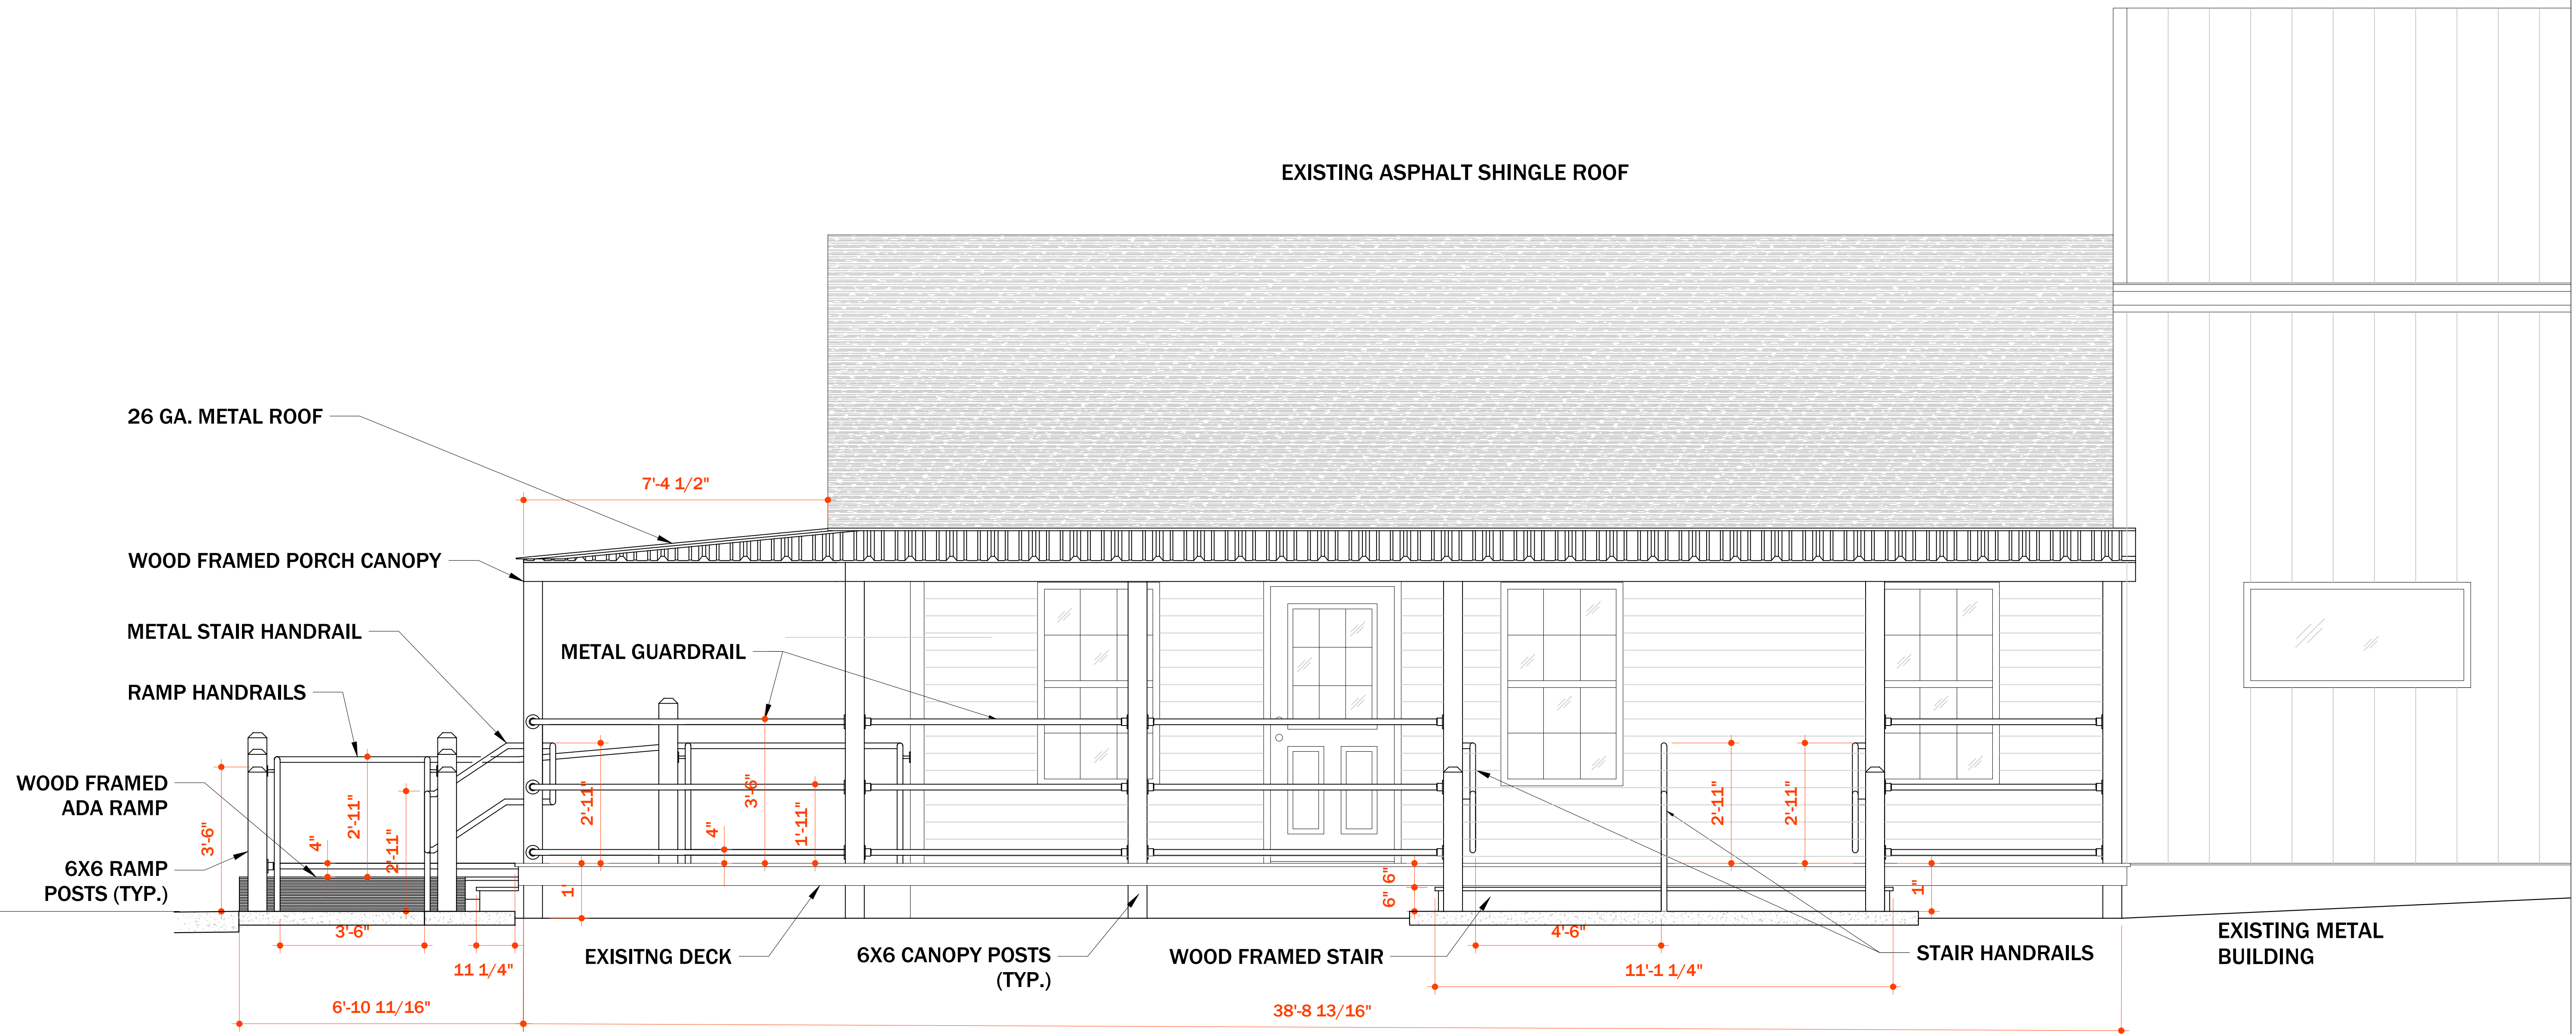 EXISTING ASPHALT SHINGLE ROOF
26 GA. METAL ROOF
7'-4 1/2"
WOOD FRAMED PORCH CANOPY
METAL STAIR HANDRAIL
METAL GUARDRAIL
RAMP HANDRAILS
WOOD FRAMED
ADA RAMP
6X6 RAMP
POSTS (TYP.)
3'-6"
4"
2'-11"
2'-11"
2'-11"
1'
4"
3'-6"
1'-11"
6"
6"
2'-11"
2'-11"
1"
3'-6"
11 1/4"
EXISITNG DECK
6X6 CANOPY POSTS
(TYP.)
WOOD FRAMED STAIR
4'-6"
11'-1 1/4"
STAIR HANDRAILS
EXISTING METAL
BUILDING
6'-10 11/16"
38'-8 13/16"